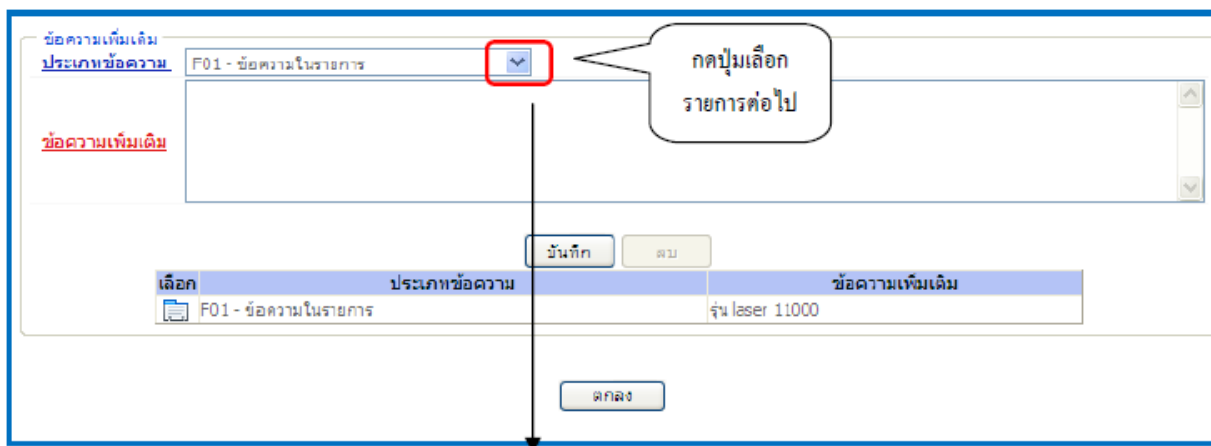 ข้อความเพิ่มเติม
ประเภทข้อความ F01 - ข้อความในรายการ
กดปุ่มเลือก
รายการต่อไป
ข้อความเพิ่มเติม
บันทึก ลบ
เลือก ประเภทข้อความ ข้อความเพิ่มเติม
F01 - ข้อความในรายการ รุ่น laser 11000
ตกลง